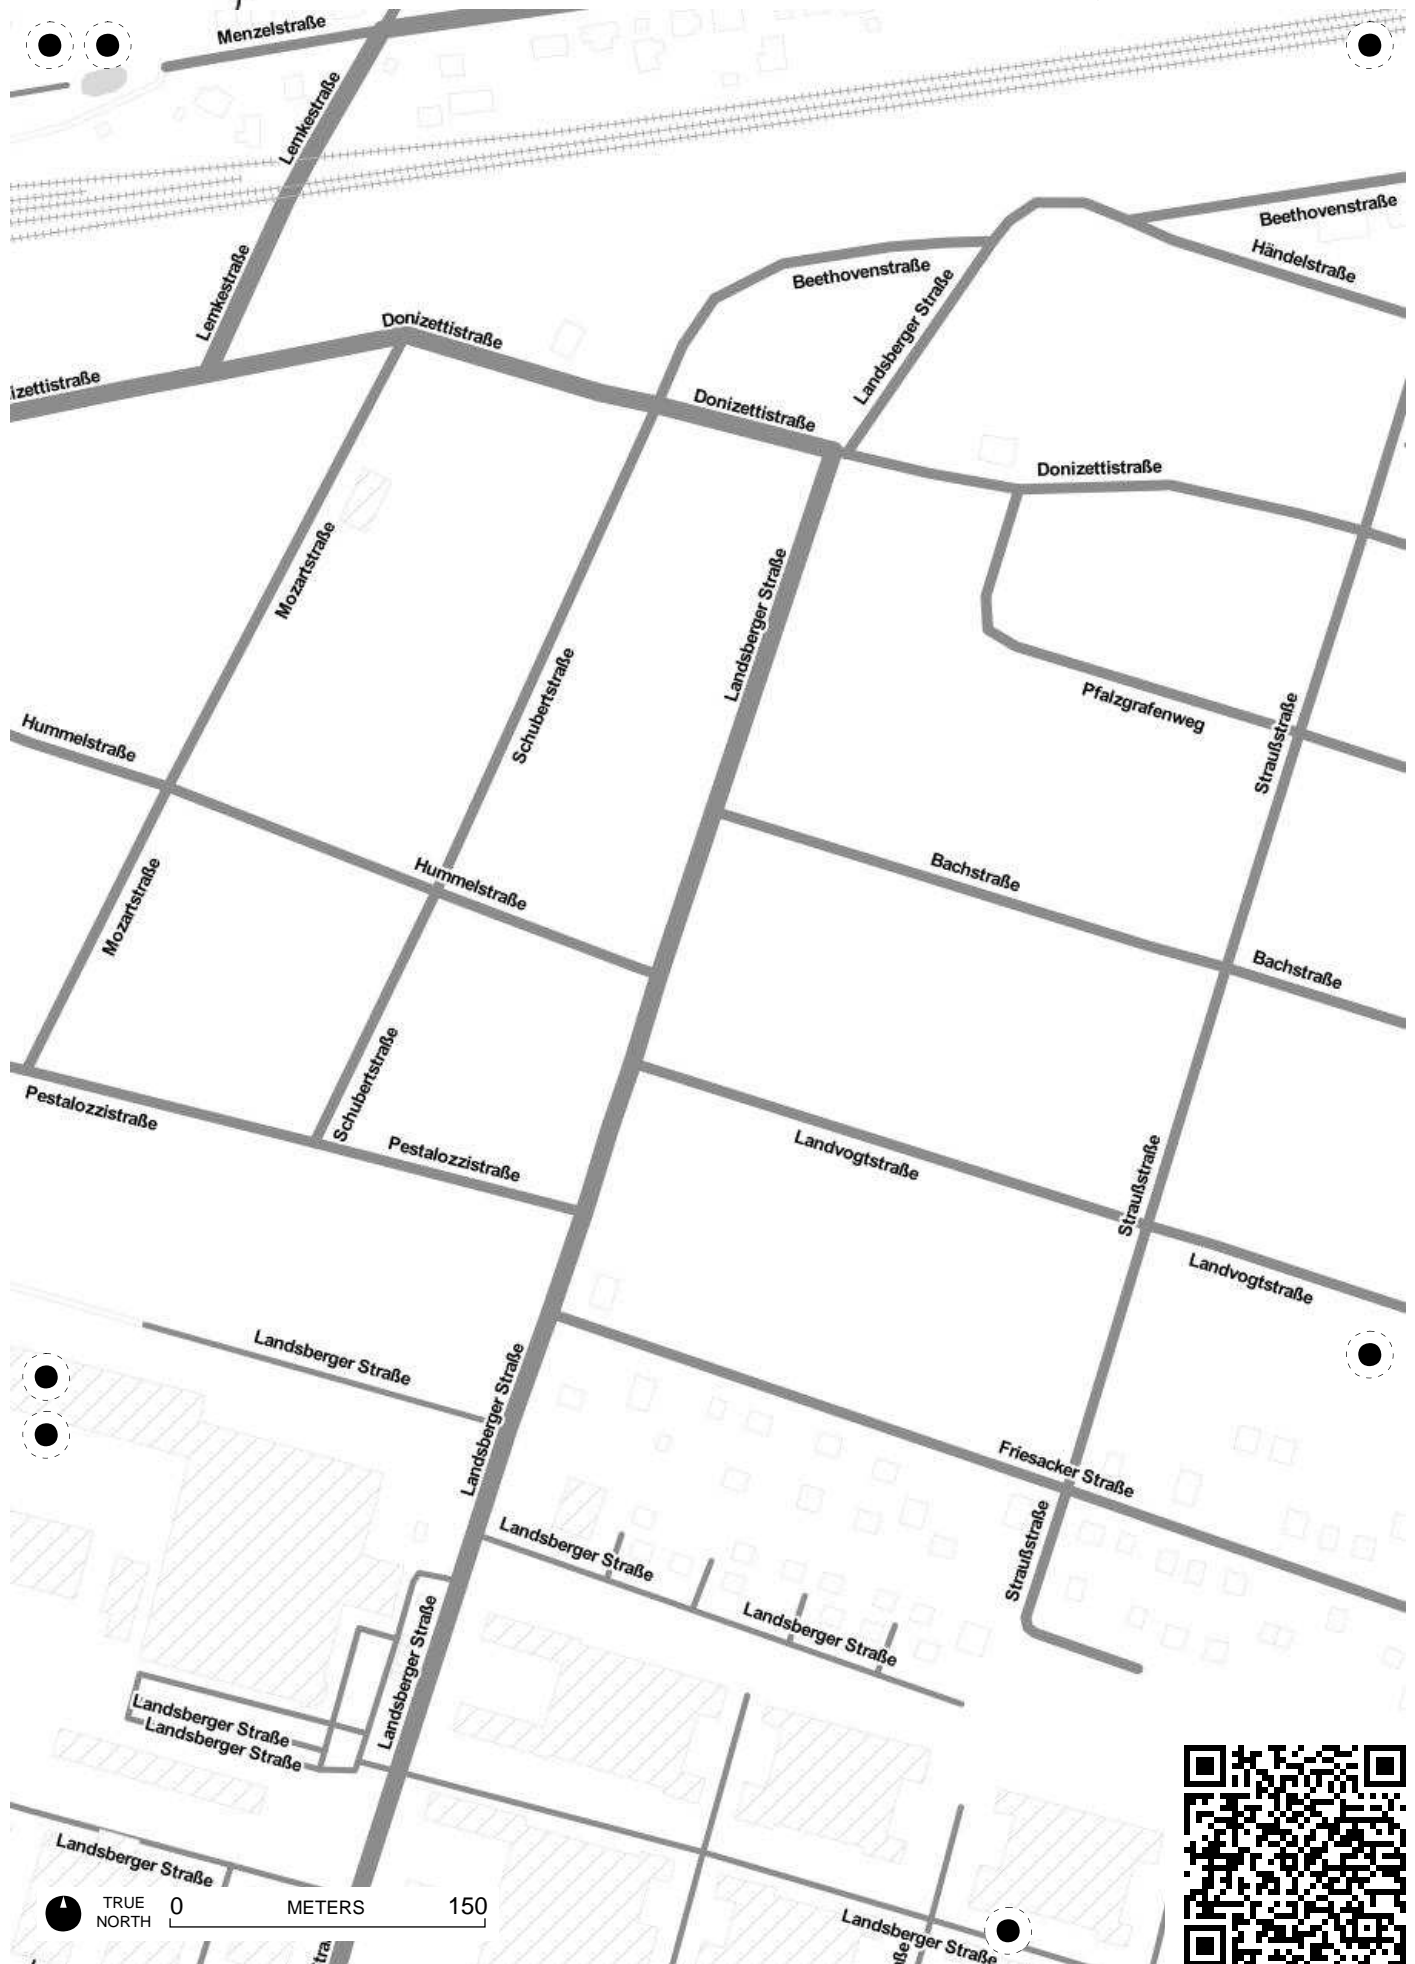 Menzelstraße
Lemkestraße
Beethovenstraße
Händelstraße
Lemkestraße
Beethovenstraße
Landsberger Straße
Donizettistraße
izettistraße
Donizettistraße
Donizettistraße
Mozartstraße
Landsberger Straße
Schubertstraße
Pfalzgrafenweg
Straußstraße
Hummelstraße
Hummelstraße
Bachstraße
Mozartstraße
Bachstraße
Schubertstraße
Pestalozzistraße
Pestalozzistraße
Landvogtstraße
Straußstraße
Landvogtstraße
Landsberger Straße
Landsberger Straße
Friesacker Straße
Landsberger Straße
Straußstraße
Landsberger Straße
Landsberger Straße
Landsberger Straße
Landsberger Straße
Landsberger Straße
Landsberger Straße
TRUE
NORTH
0 METERS 150